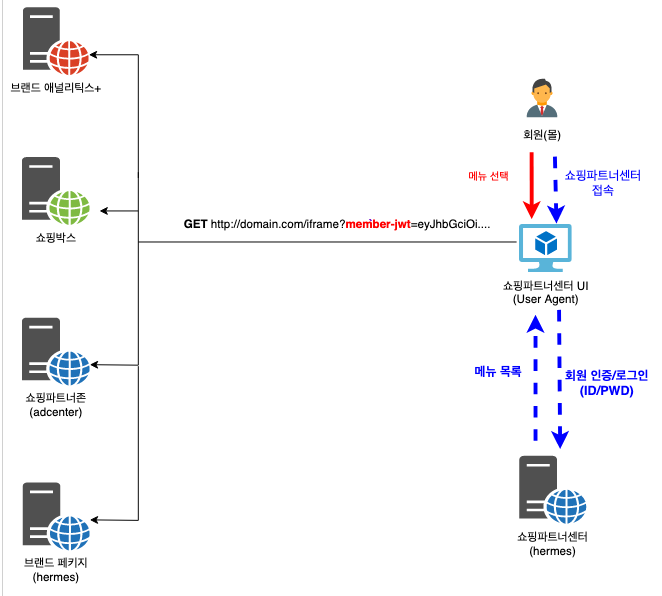 브랜드 애널리틱스+
회원(몰)
메뉴 선택
쇼핑파트너센터
접속
쇼핑박스
GET http://domain.com/iframe?member-jwt=eyJhbGciOi....
쇼핑파트너센터 UI
(User Agent)
메뉴 목록
회원 인증/로그인
(ID/PWD)
쇼핑파트너존
(adcenter)
쇼핑파트너센터
(hermes)
브랜드 페키지
(hermes)